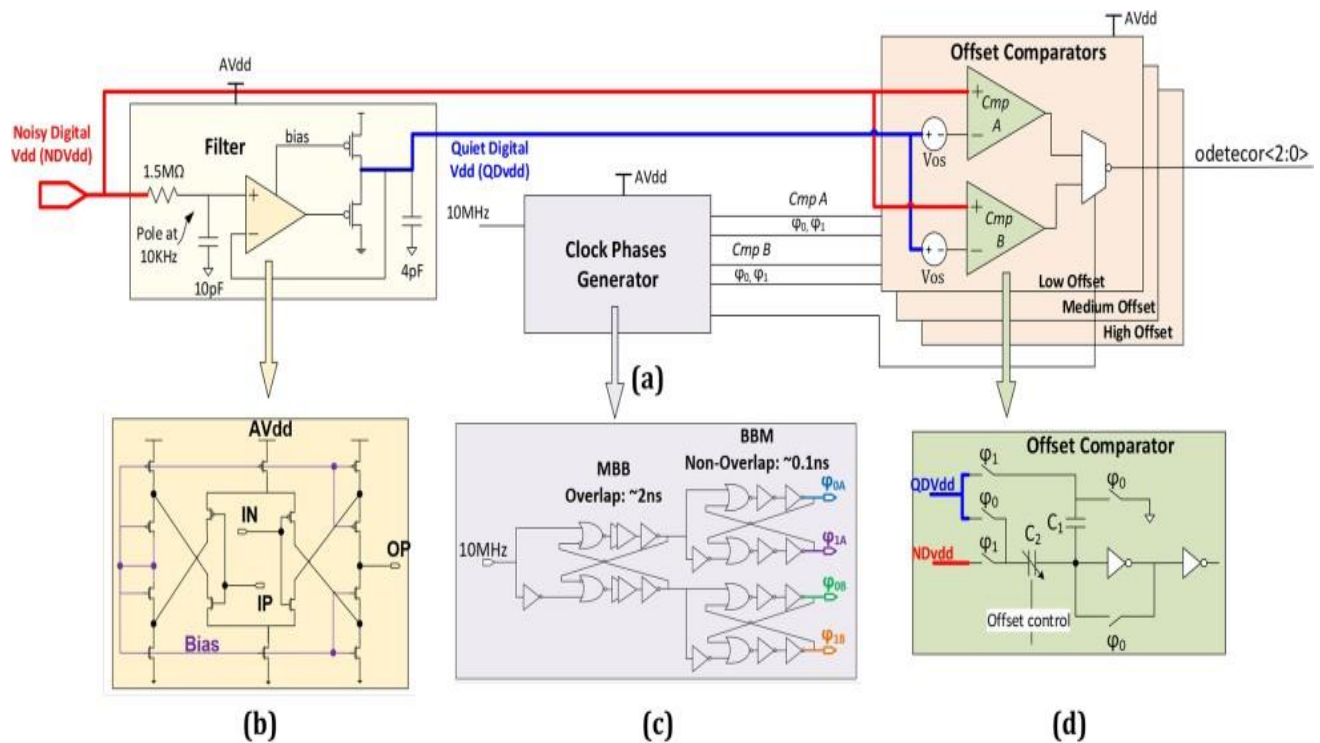 AVdd
Offset Comparators
AVdd
Noisy Digital
Vdd (NDVdd)
Filter
bias
1.5MΩ
+
−
Pole at
10KHz
10pF
4pF
Quiet Digital
Vdd (QDvdd)
AVdd
10MHz
Clock Phases
Generator
Cmp A
φ0, φ1
Cmp B
φ0, φ1
+
−
Cmp
A
+ -
Vos
+
−
Cmp
B
+ -
Vos
odetecor<2:0>
Low Offset
Medium Offset
High Offset
(a)
AVdd
IN
IP
OP
Bias
(b)
MBB
Overlap: ~2ns
BBM
Non-Overlap: ~0.1ns
10MHz
φ0A
φ1A
φ0B
φ1B
(c)
Offset Comparator
QDVdd
φ1
φ0
φ0
C1
C2
NDvdd
φ1
Offset control
φ0
(d)